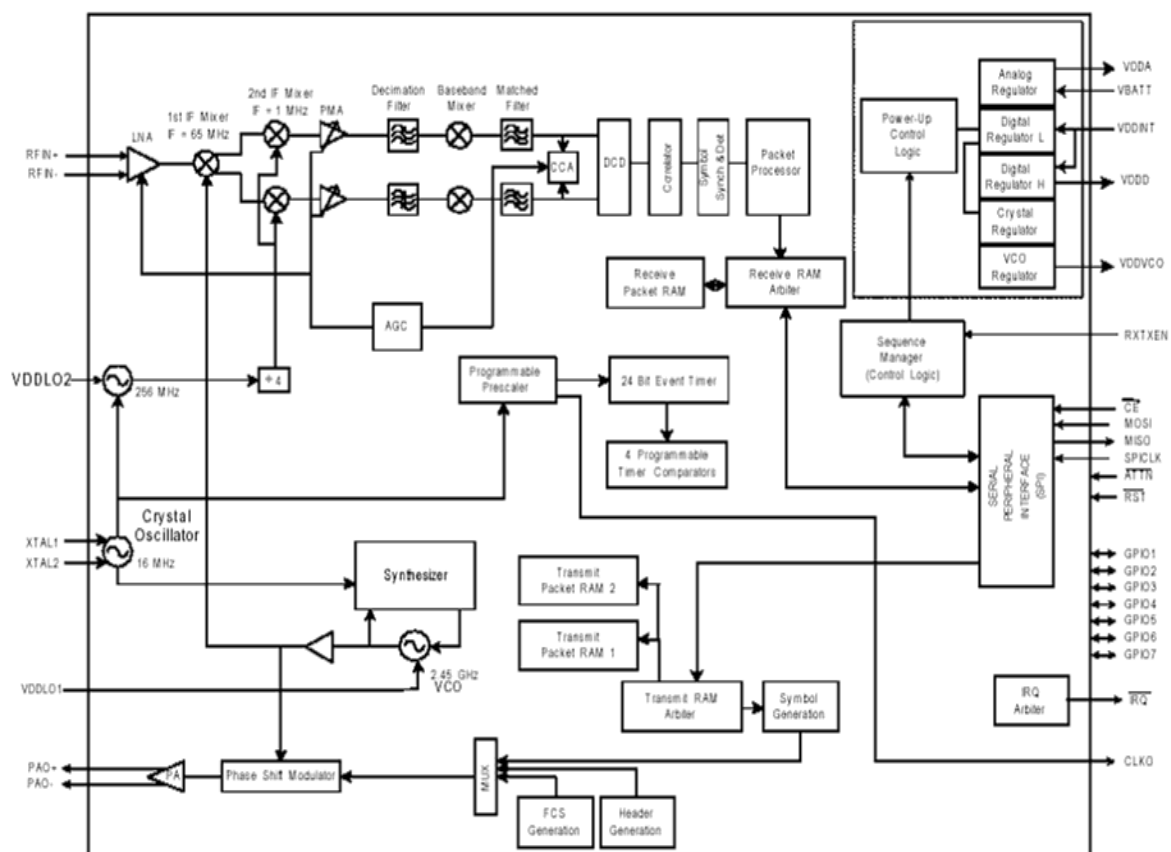 2nd IF Mixer
IF = 1 MHz
PMA
Decimation
Filter
Baseband
Mixer
Matched
Filter
1st IF Mixer
IF = 65 MHz
LNA
RFIN+
RFIN-
CCA
DCD
Correlator
Symbol
Synch & Det
Packet
Processor
Power-Up
Control
Logic
Analog
Regulator
Digital
Regulator L
Digital
Regulator H
Crystal
Regulator
VCO
Regulator
VDDA
VBATT
VDDINT
VDDD
VDDVCO
Receive
Packet RAM
Receive RAM
Arbiter
AGC
Sequence
Manager
(Control Logic)
RXTXEN
VDDLO2
256 MHz
÷4
Programmable
Prescaler
24 Bit Event Timer
4 Programmable
Timer Comparators
SERIAL
PERIPHERAL
INTERFACE
(SPI)
CE
MOSI
MISO
SPICLK
ATTN
RST
Crystal
Oscillator
XTAL1
XTAL2
16 MHz
Synthesizer
2.45 GHz
VCO
VDDLO1
Transmit
Packet RAM 2
Transmit
Packet RAM 1
Transmit RAM
Arbiter
Symbol
Generation
GPIO1
GPIO2
GPIO3
GPIO4
GPIO5
GPIO6
GPIO7
IRQ
Arbiter
IRQ
CLKO
PAO+
PAO-
PA
Phase Shift Modulator
MUX
FCS
Generation
Header
Generation